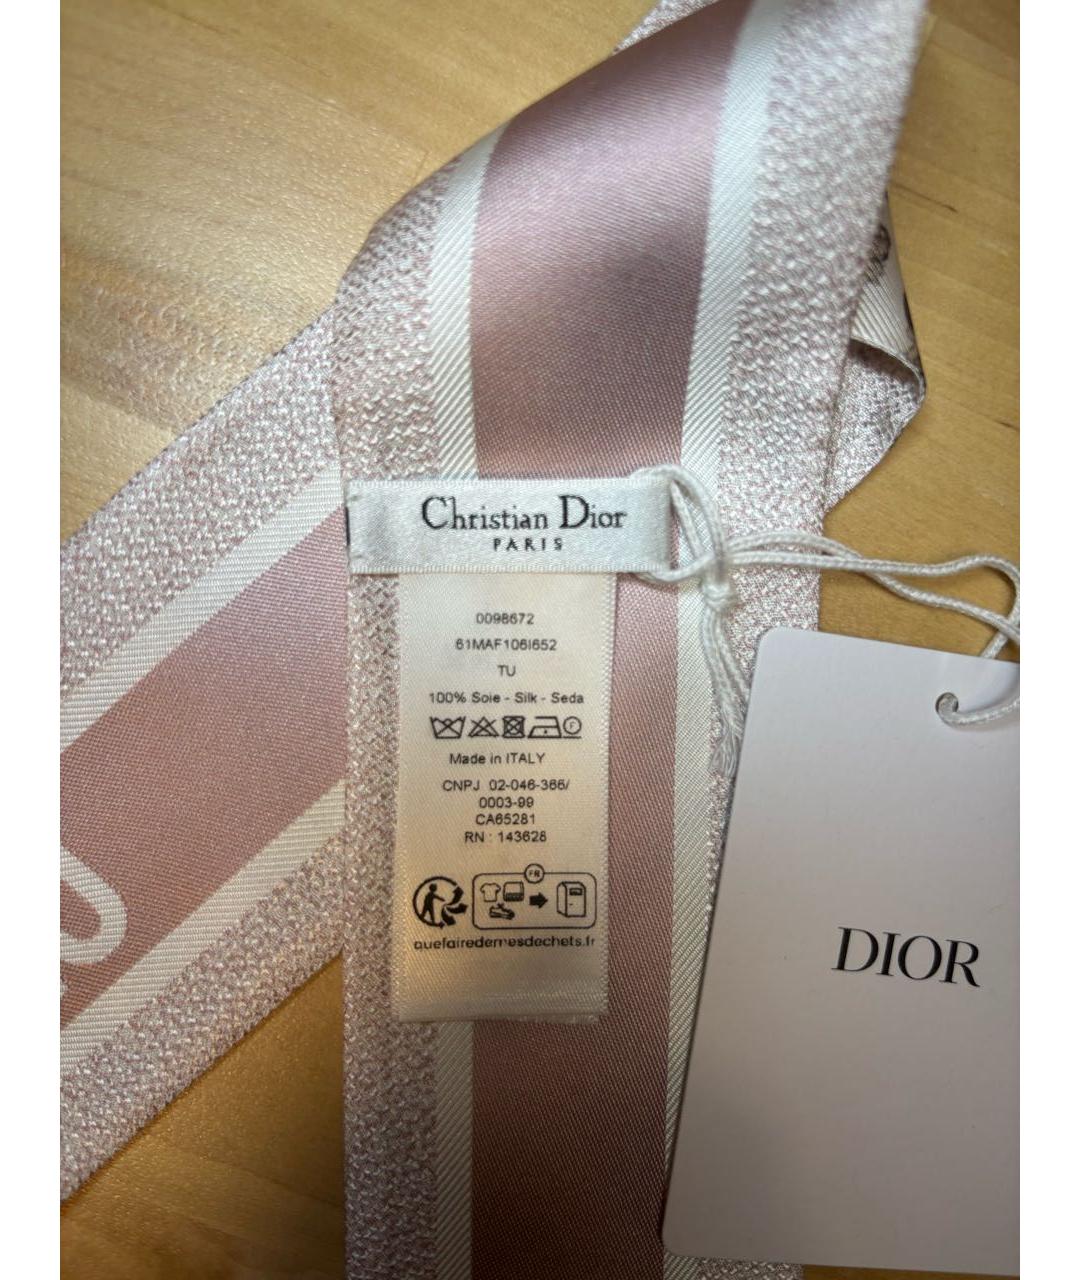 Christian Dior
PARIS
0098672
61MAF106I652
TU
100% Soie - Silk - Seda
Made in ITALY
CNPJ 02-046-366/
0003-99
CA65281
RN : 143628
FR
quefairedemesdechets.fr
DIOR